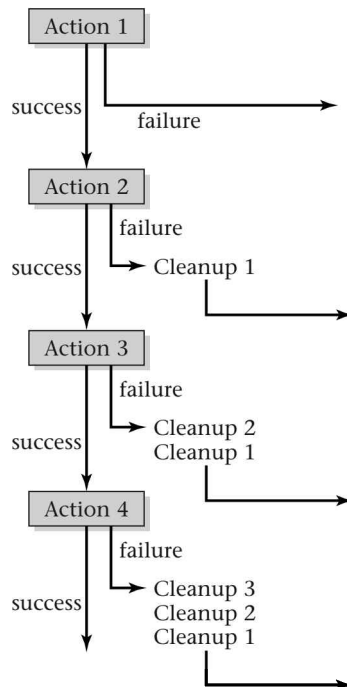 Action 1
success
failure
Action 2
failure
success
Cleanup 1
Action 3
failure
success
Cleanup 2
Cleanup 1
Action 4
failure
success
Cleanup 3
Cleanup 2
Cleanup 1